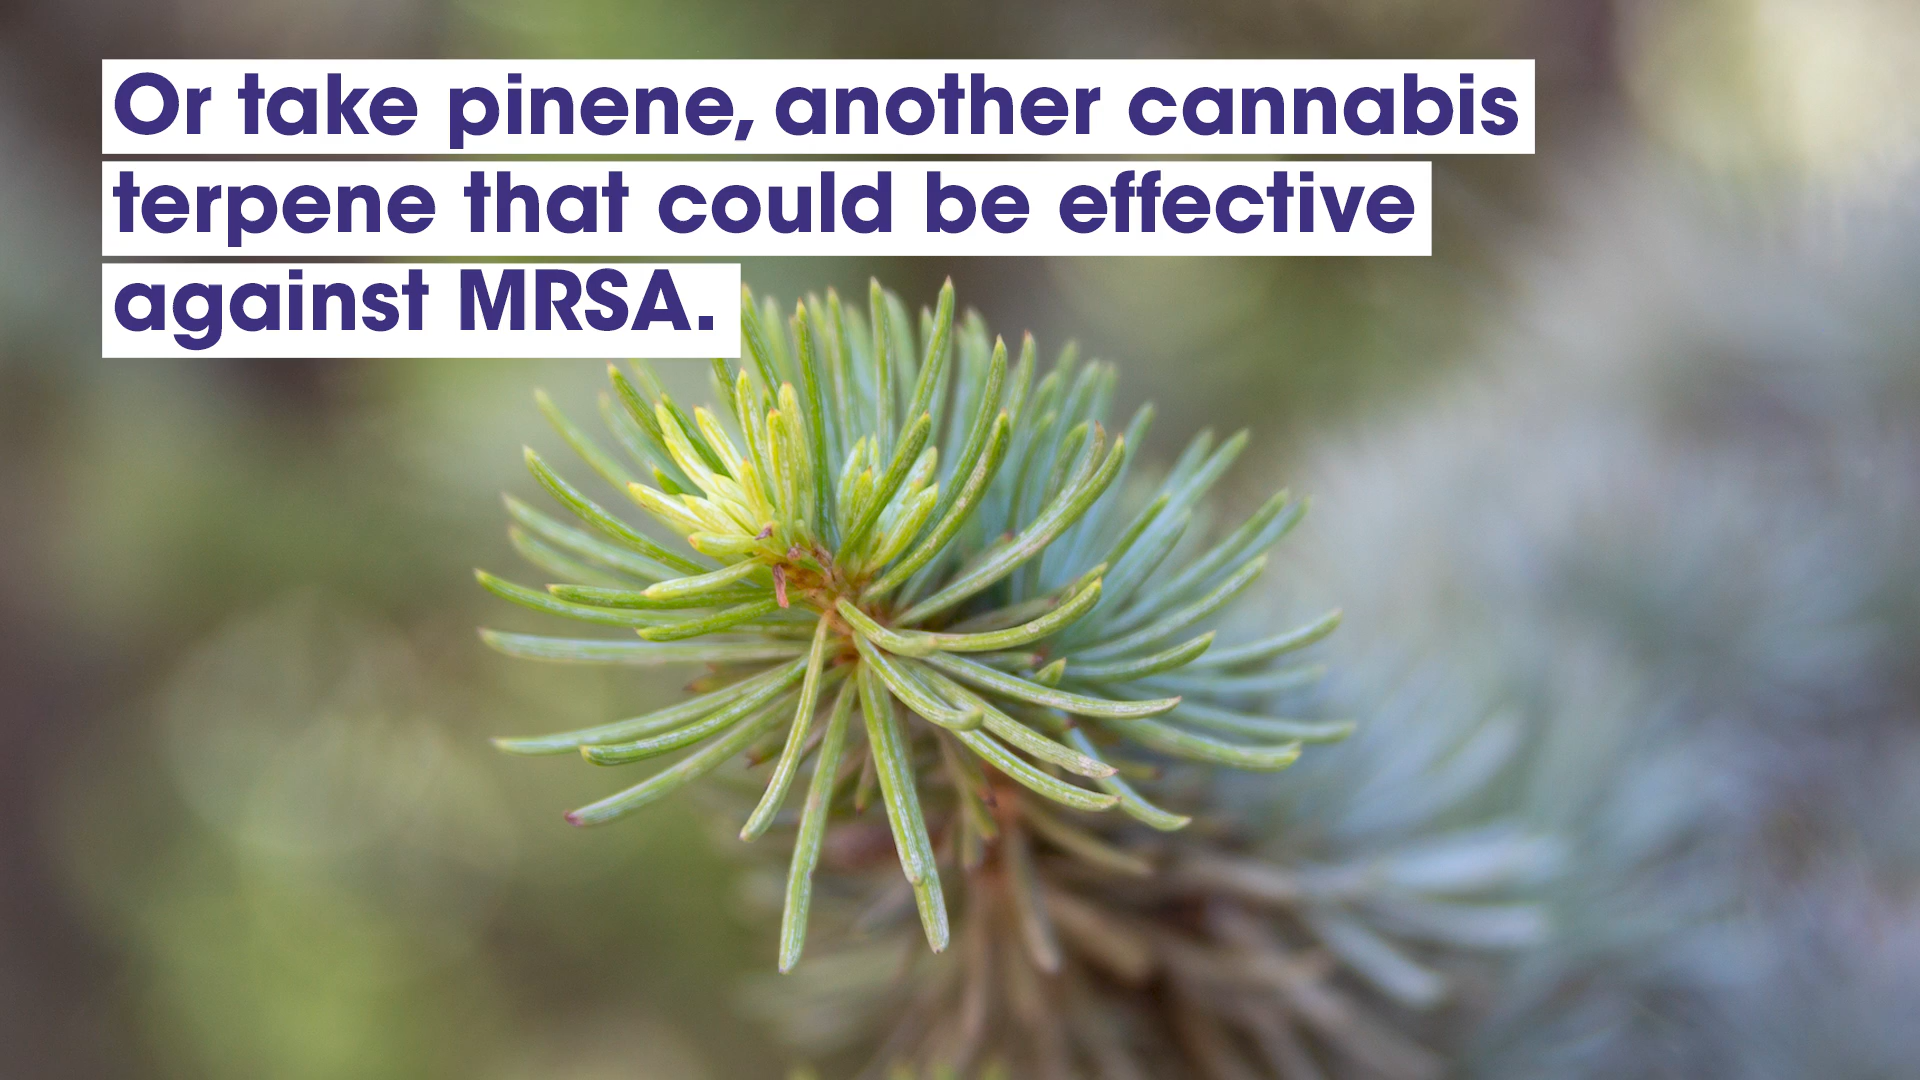 Or take pinene, another cannabis
terpene that could be effective
against MRSA.